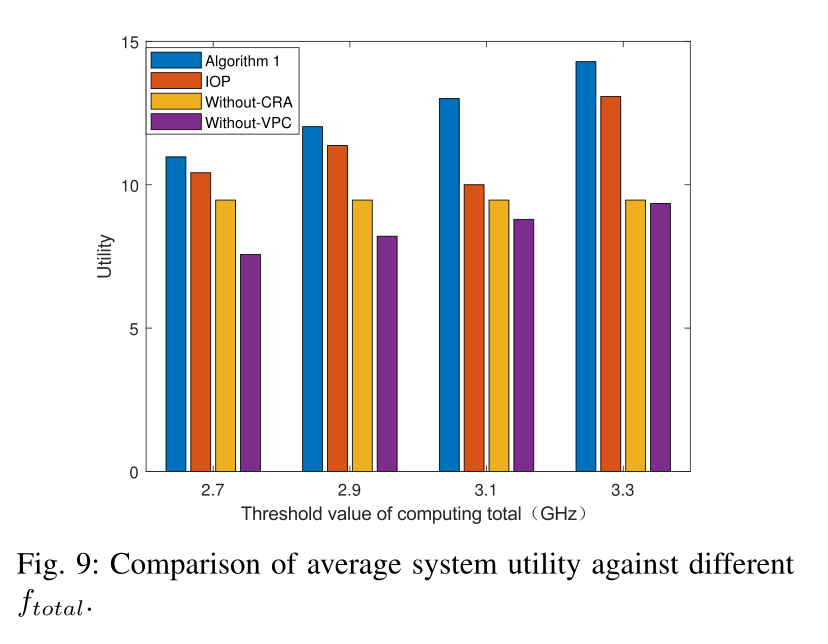 15
10
5
0
Utility
Algorithm 1
IOP
Without-CRA
Without-VPC
2.7 2.9 3.1 3.3
Threshold value of computing total（GHz）
Fig. 9: Comparison of average system utility against different
f_total.